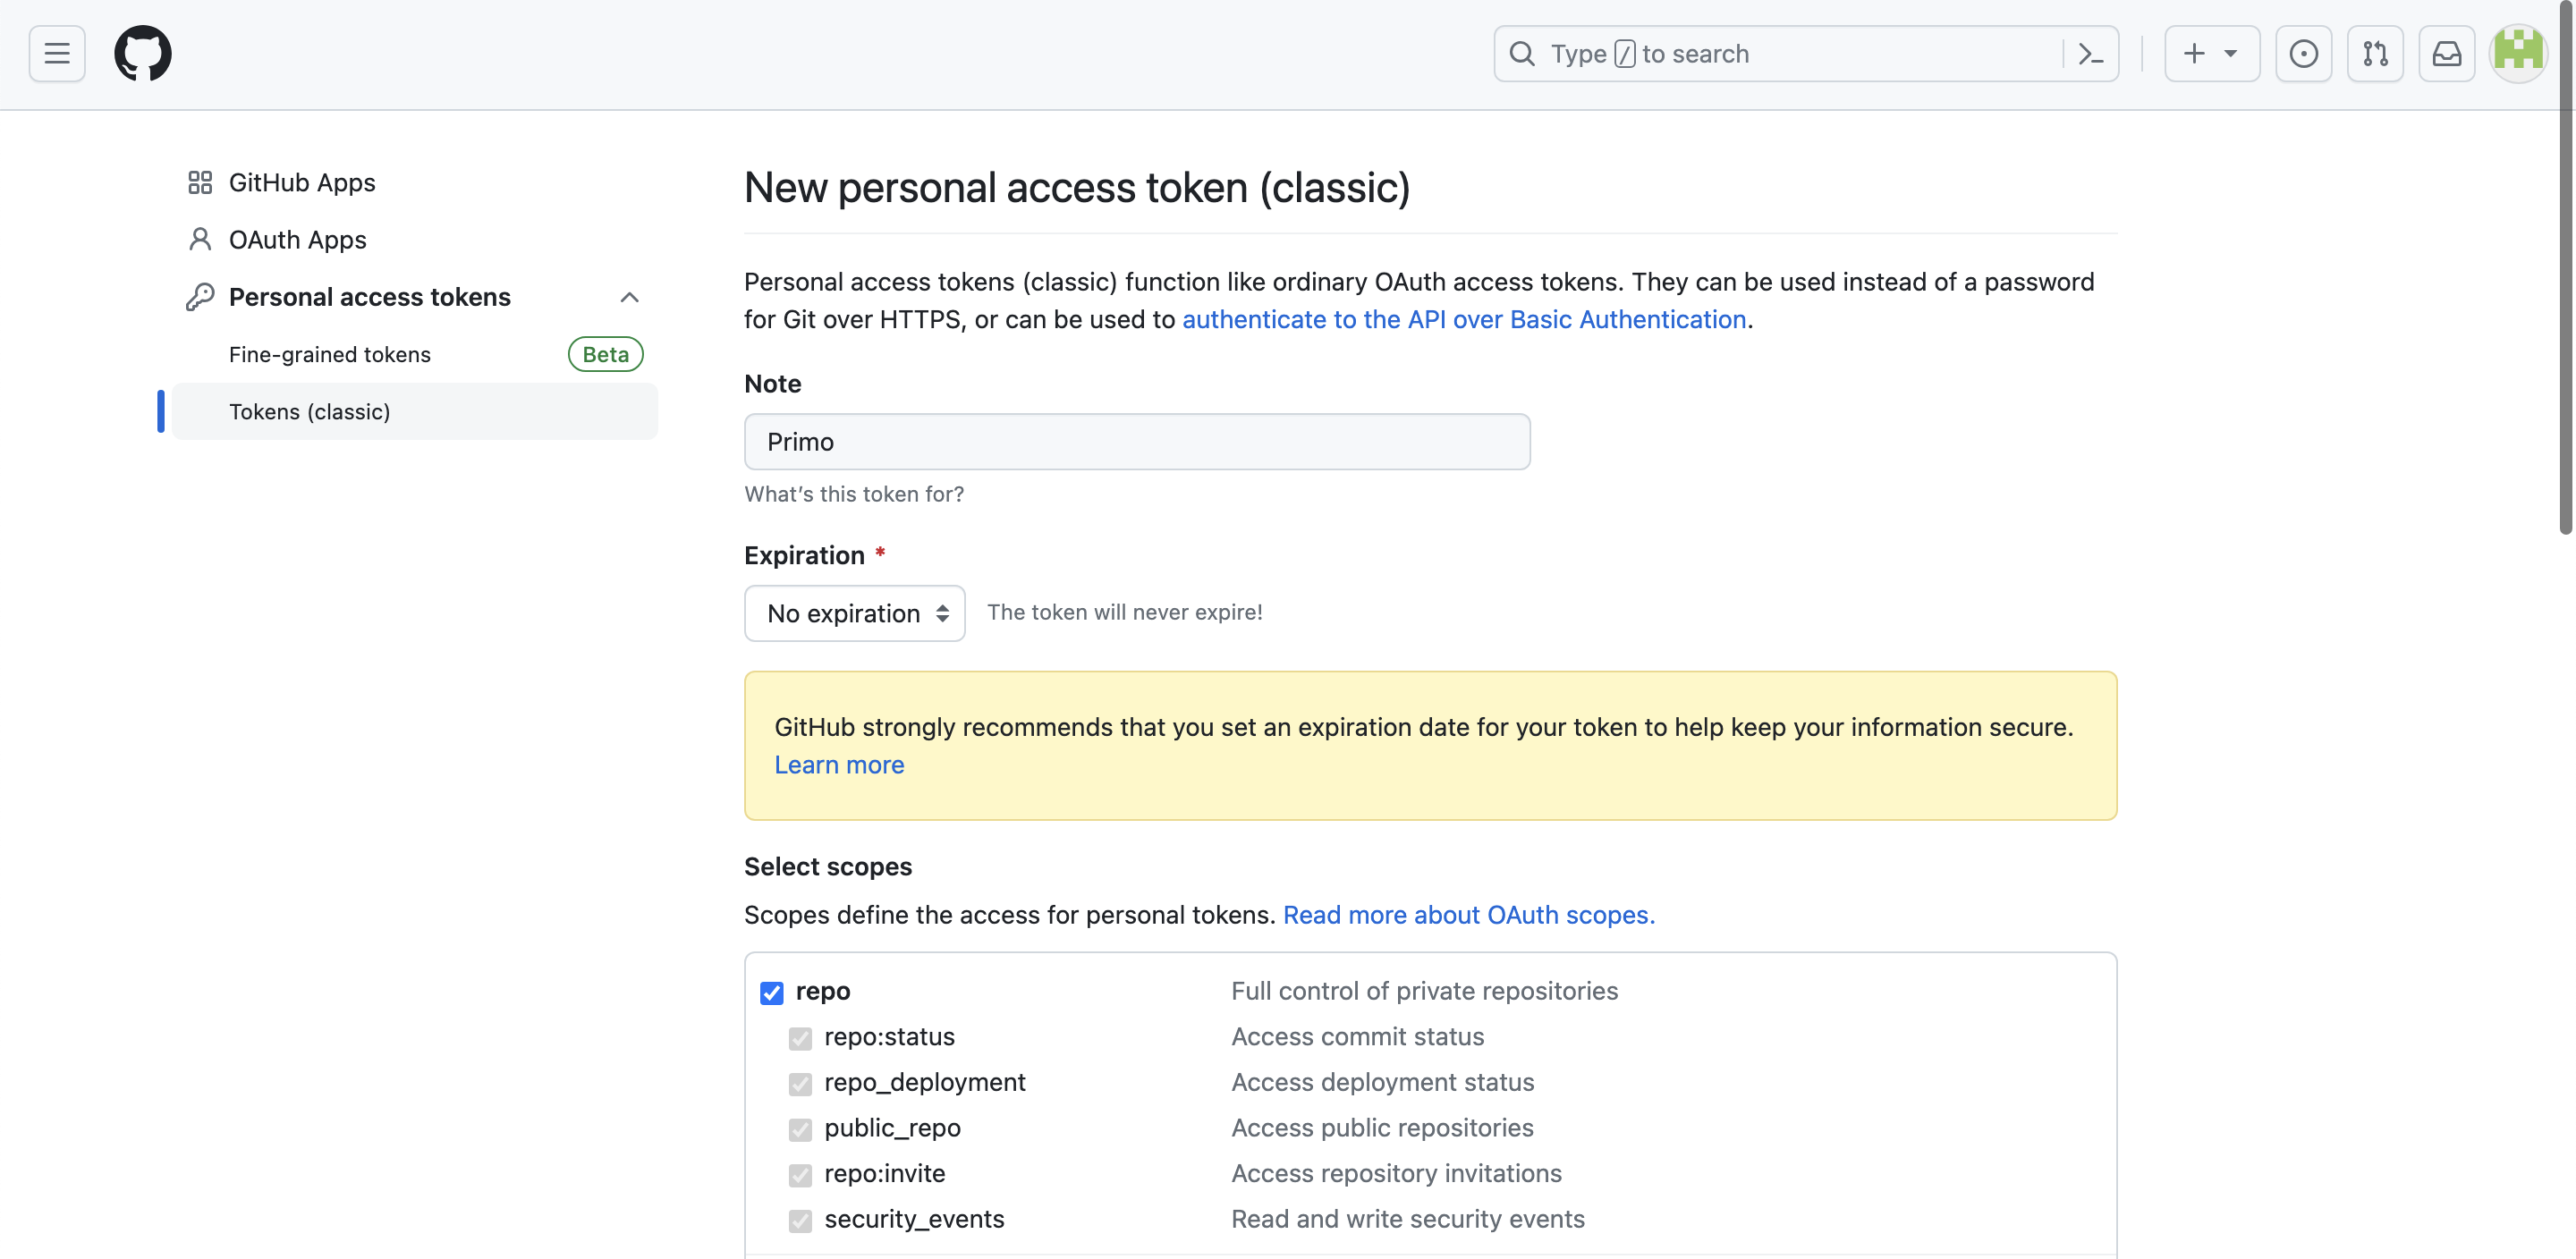 Type / to search
GitHub Apps
OAuth Apps
Personal access tokens
Fine-grained tokens Beta
Tokens (classic)
New personal access token (classic)
Personal access tokens (classic) function like ordinary OAuth access tokens. They can be used instead of a password
for Git over HTTPS, or can be used to authenticate to the API over Basic Authentication.
Note
Primo
What's this token for?
Expiration *
No expiration The token will never expire!
GitHub strongly recommends that you set an expiration date for your token to help keep your information secure.
Learn more
Select scopes
Scopes define the access for personal tokens. Read more about OAuth scopes.
repo Full control of private repositories
repo:status Access commit status
repo_deployment Access deployment status
public_repo Access public repositories
repo:invite Access repository invitations
security_events Read and write security events